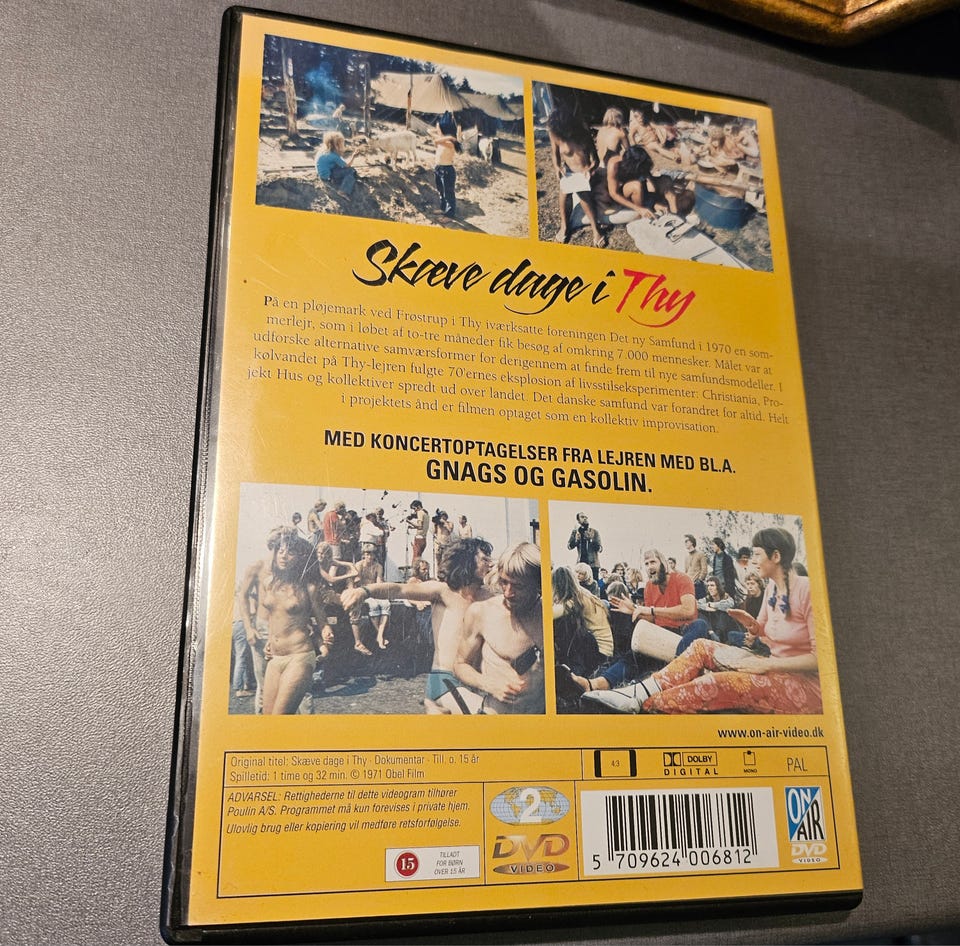 Skæve dage i Thy
På en pløjemark ved Frøstrup i Thy iværksatte foreningen Det ny Samfund i 1970 en som-
merlejr, som i løbet af to-tre måneder fik besøg af omkring 7.000 mennesker. Målet var at
udforske alternative samværsformer for derigennem at finde frem til nye samfundsmodeller. I
kølvandet på Thy-lejren fulgte 70'ernes eksplosion af livsstilseksperimenter: Christiania, Pro-
jekt Hus og kollektiver spredt ud over landet. Det danske samfund var forandret for altid. Helt
i projektets ånd er filmen optaget som en kollektiv improvisation.
MED KONCERTOPTAGELSER FRA LEJREN MED BL.A.
GNAGS OG GASOLIN.
www.on-air-video.dk
Original titel: Skæve dage i Thy · Dokumentar · Till. o. 15 år
Spilletid: 1 time og 32 min. © 1971 Obel Film
4:3
DOLBY
DIGITAL
MONO
PAL
ADVARSEL: Rettighederne til dette videogram tilhører
Poulin A/S. Programmet må kun forevises i private hjem.
Ulovlig brug eller kopiering vil medføre retsforfølgelse.
15
TILLADT
FOR BØRN
OVER 15 ÅR
2
DVD
VIDEO
5 709624 006812
ON
AIR
DVD
VIDEO